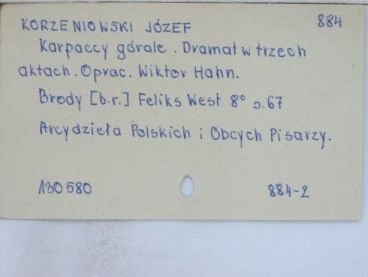 KORZENIOWSKI JÓZEF 884
Karpaccy górale. Dramat w trzech
aktach. Oprac. Wiktor Hahn.
Brody [b.r.] Feliks West 8° s.67
Arcydzieła Polskich i Obcych Pisarzy.
130580 884-2